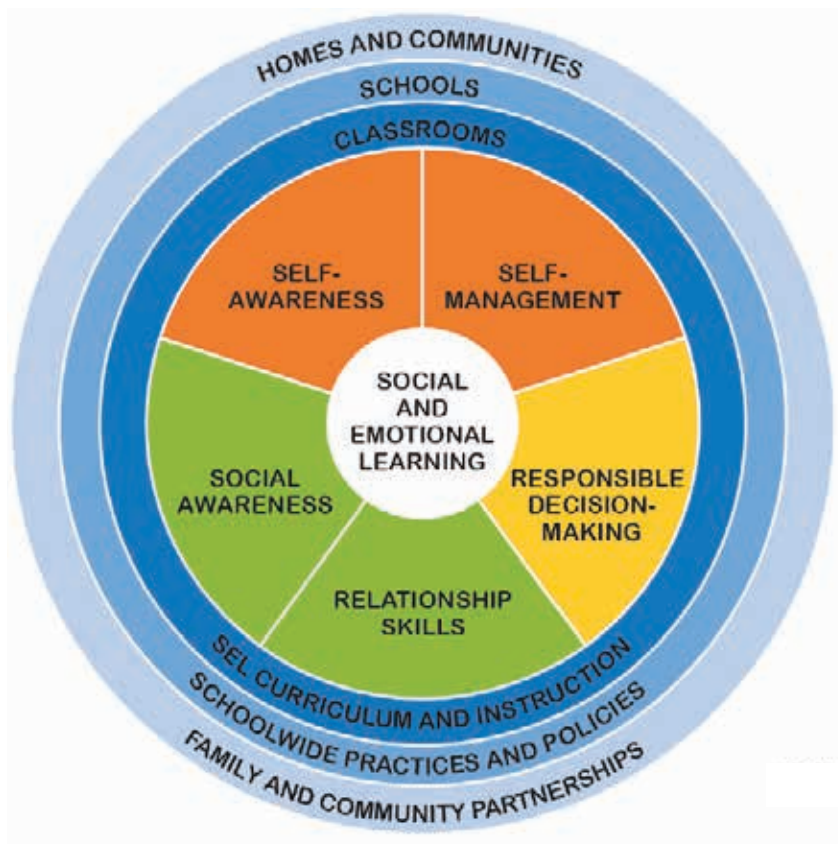 HOMES AND COMMUNITIES
SCHOOLS
CLASSROOMS
SELF-
AWARENESS
SELF-
MANAGEMENT
SOCIAL
AND
EMOTIONAL
LEARNING
SOCIAL
AWARENESS
RESPONSIBLE
DECISION-
MAKING
RELATIONSHIP
SKILLS
SEL CURRICULUM AND INSTRUCTION
SCHOOLWIDE PRACTICES AND POLICIES
FAMILY AND COMMUNITY PARTNERSHIPS